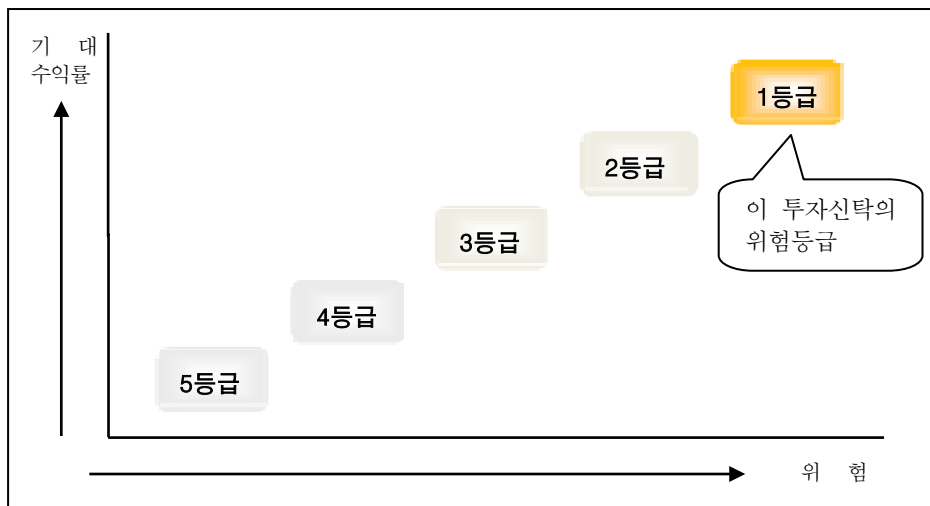 기 대
수익률
1등급
2등급
이 투자신탁의
위험등급
3등급
4등급
5등급
위 험